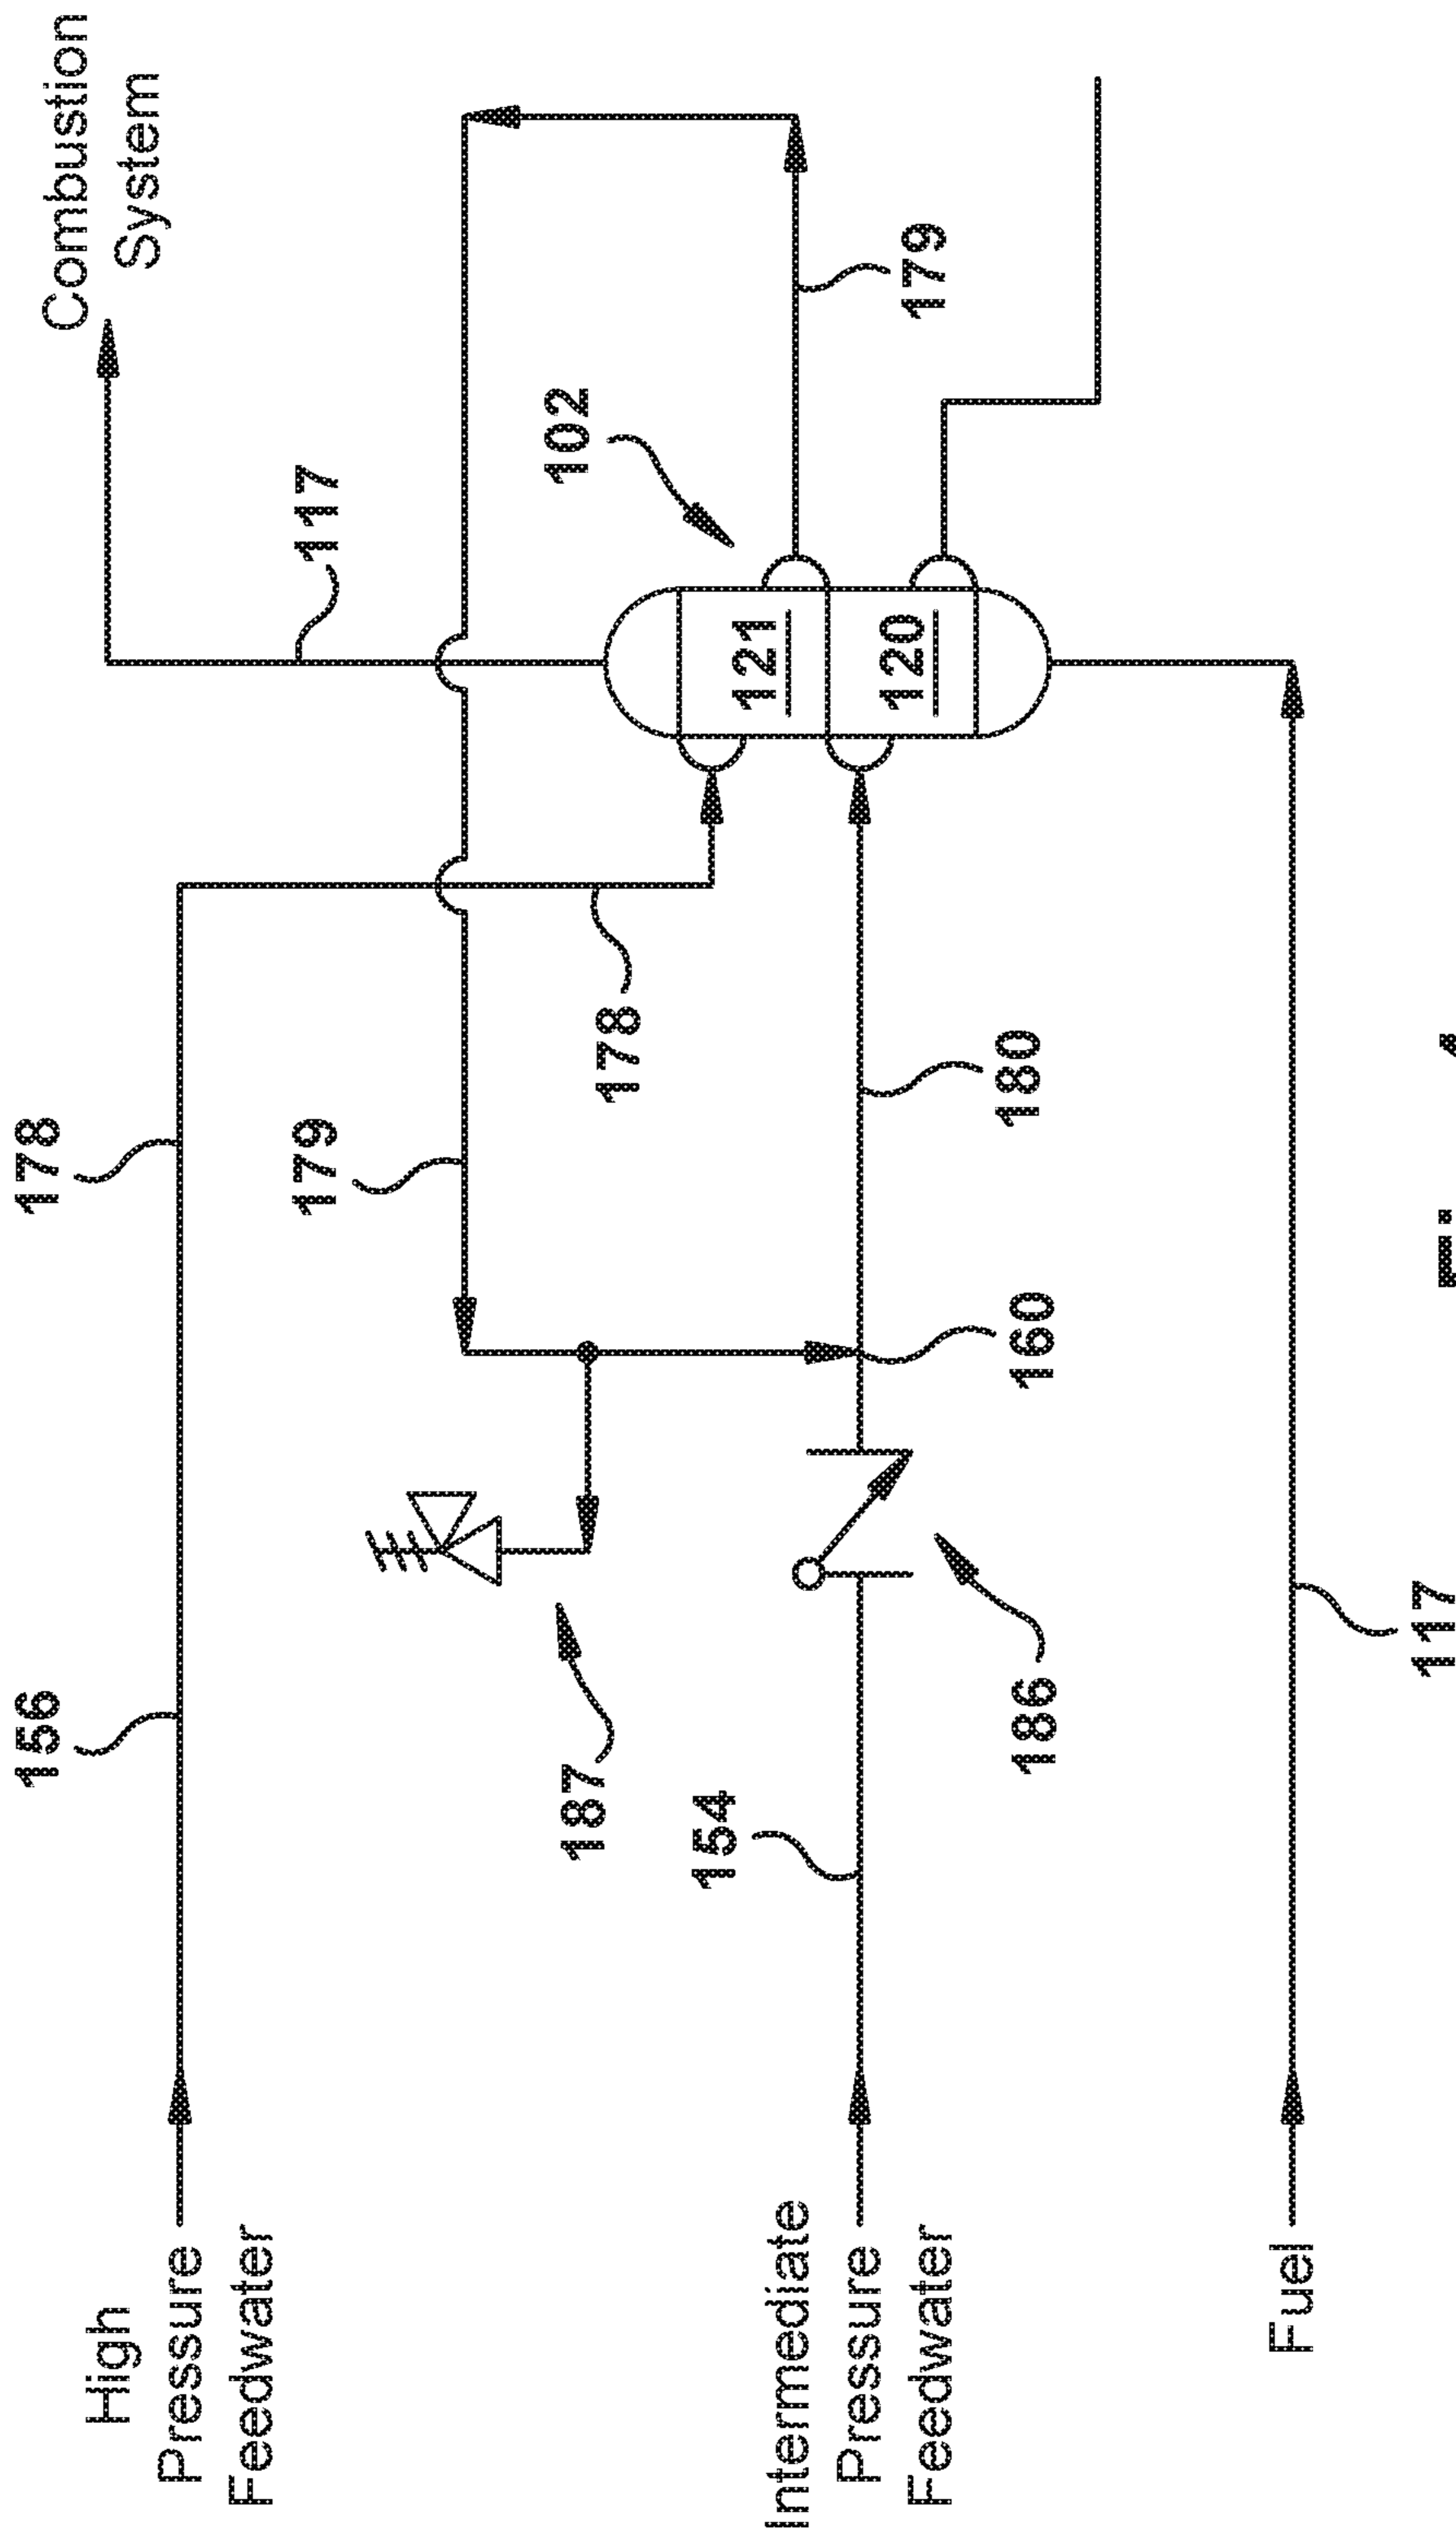 156
178
Combustion
System
High
Pressure
Feedwater
179
117
187
178
102
154
121
Intermediate
Pressure
Feedwater
120
179
186
160
180
Fuel
117